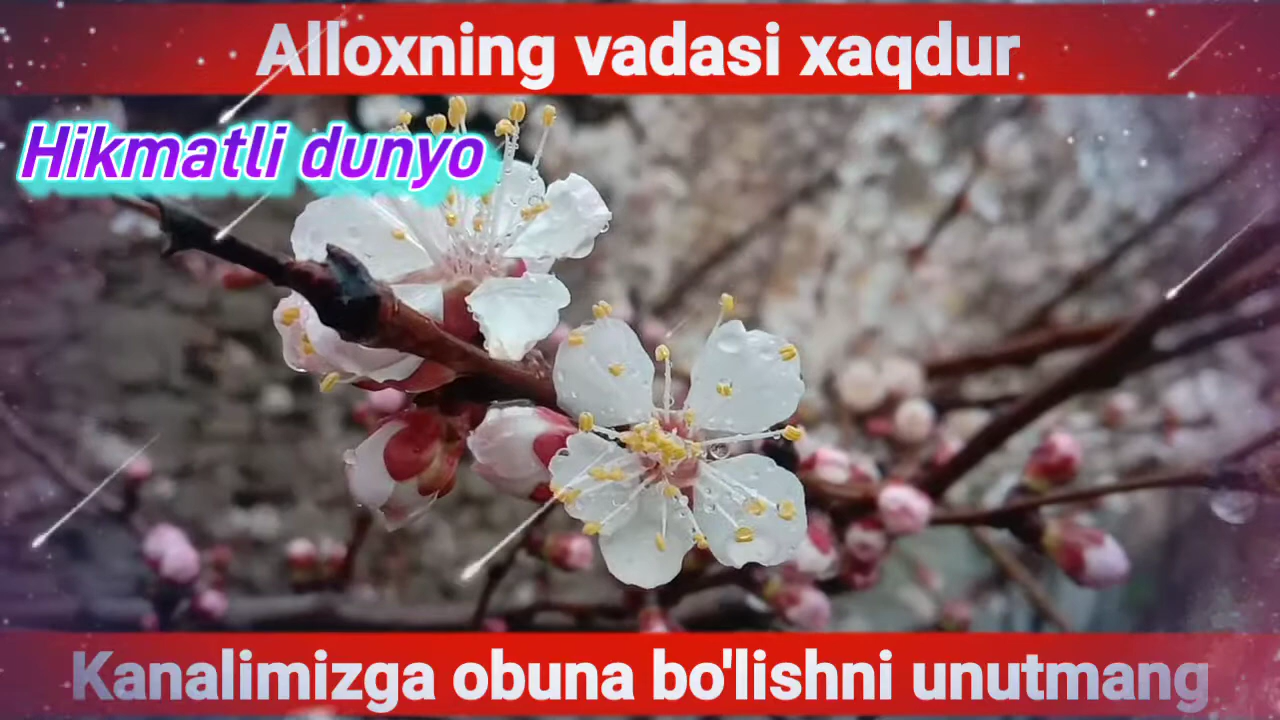 Alloxning vadasi xaqdur
Hikmatli dunyo
Kanalimizga obuna bo'lishni unutmang